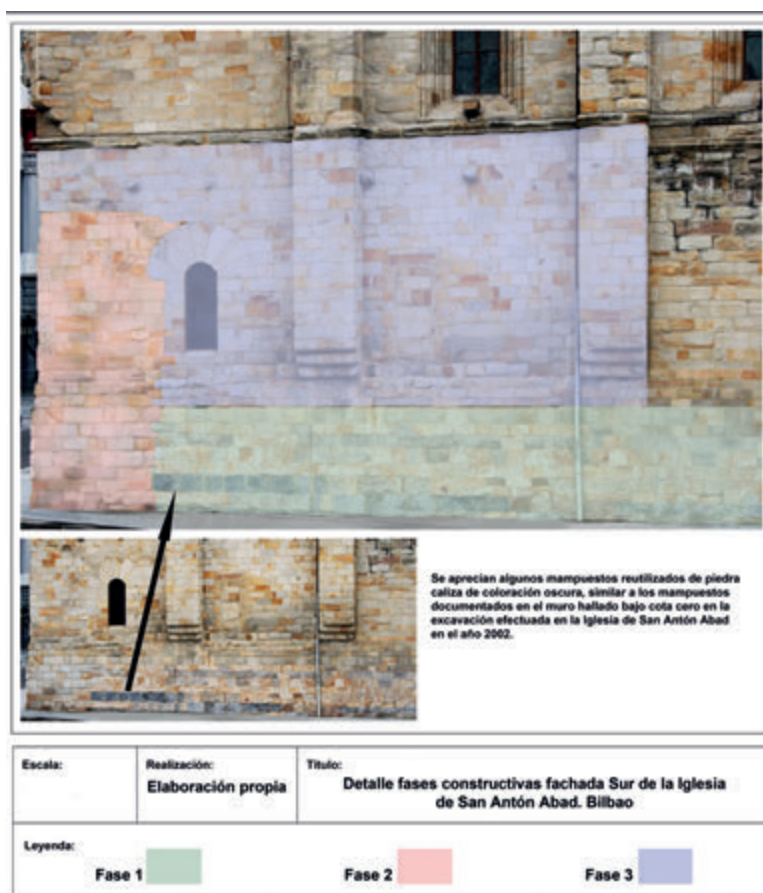 Se aprecian algunos mampuestos reutilizados de piedra
caliza de coloración oscura, similar a los mampuestos
documentados en el muro hallado bajo cota cero en la
excavación efectuada en la Iglesia de San Antón Abad
en el año 2002.
Escala:
Realización:
Elaboración propia
Título:
Detalle fases constructivas fachada Sur de la Iglesia
de San Antón Abad. Bilbao
Leyenda:
Fase 1
Fase 2
Fase 3